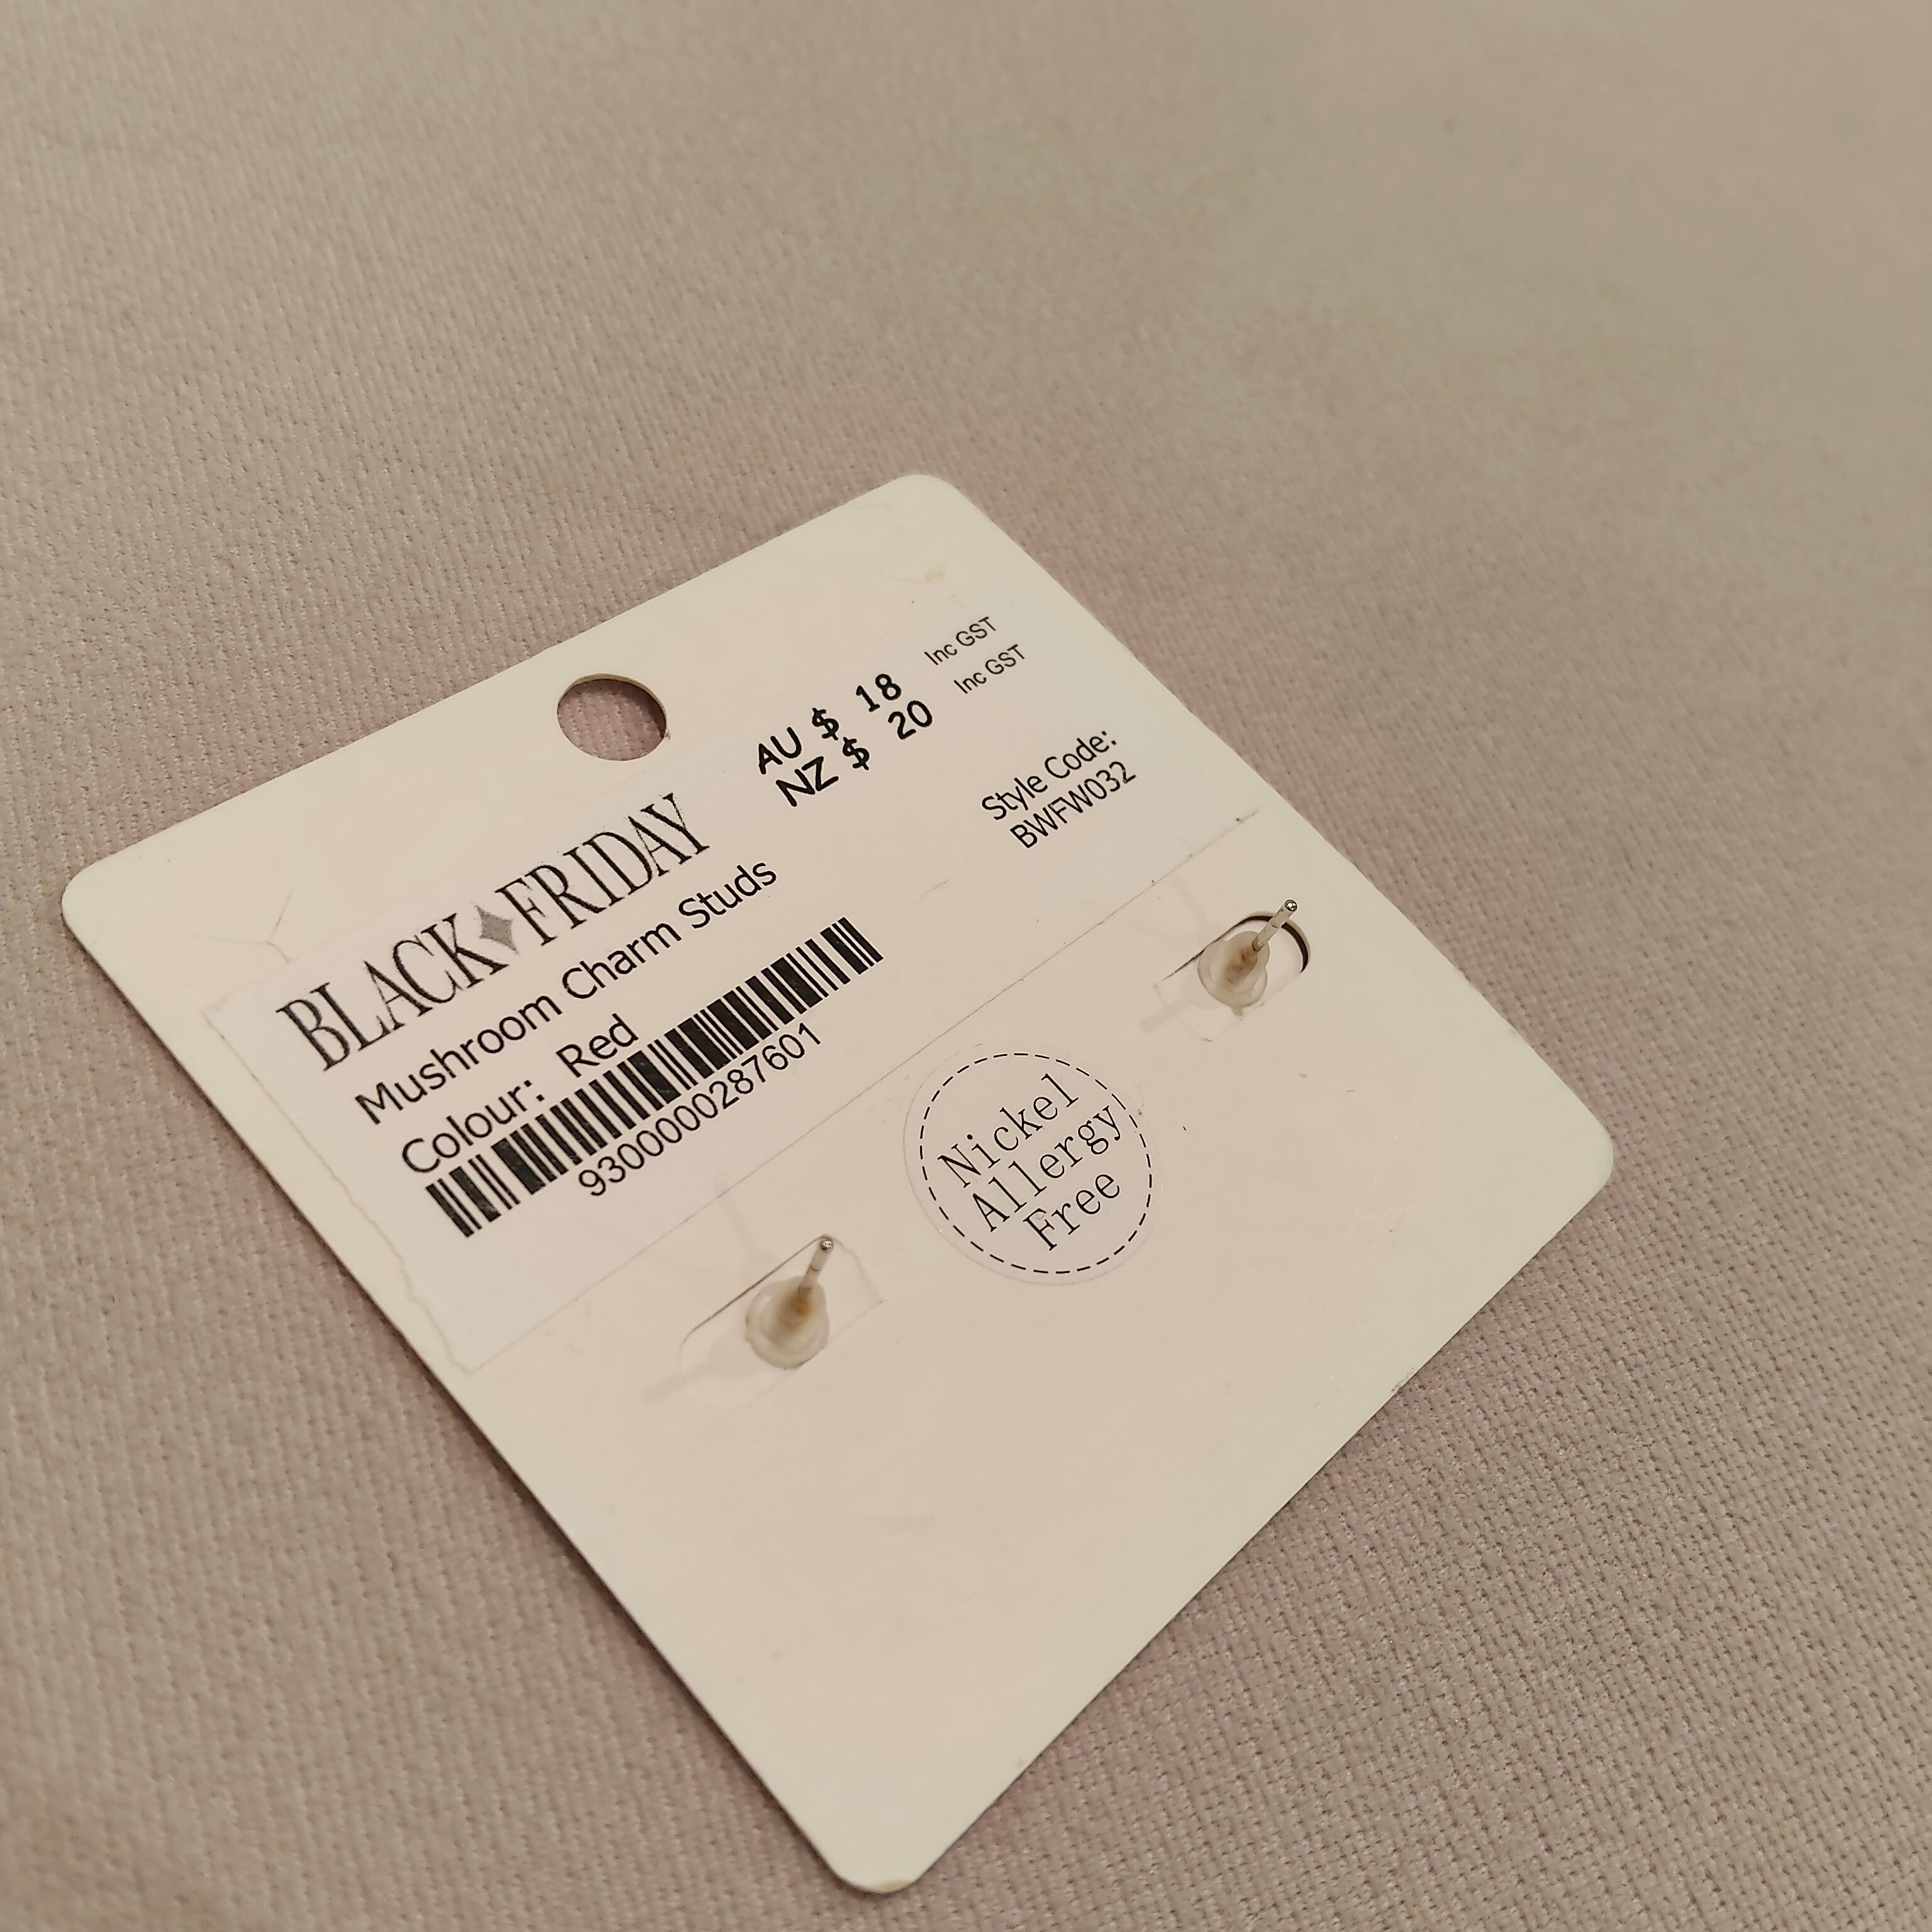 AU $ 18 Inc GST
NZ $ 20 Inc GST
BLACK FRIDAY
Mushroom Charm Studs
Style Code:
BWFW032
Colour: Red
9300000287601
Nickel
Allergy
Free